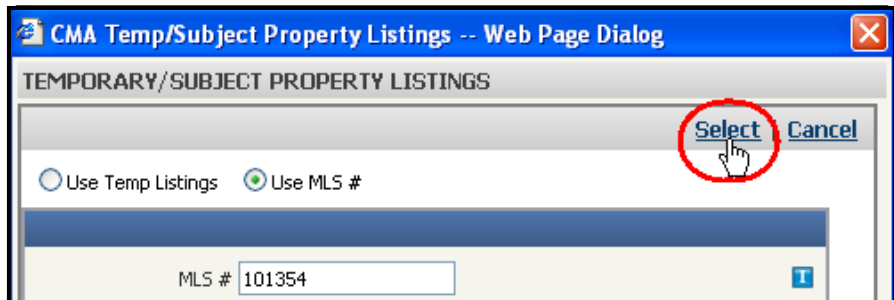 CMA Temp/Subject Property Listings -- Web Page Dialog
TEMPORARY/SUBJECT PROPERTY LISTINGS
Select | Cancel
Use Temp Listings Use MLS #
MLS # 101354 T